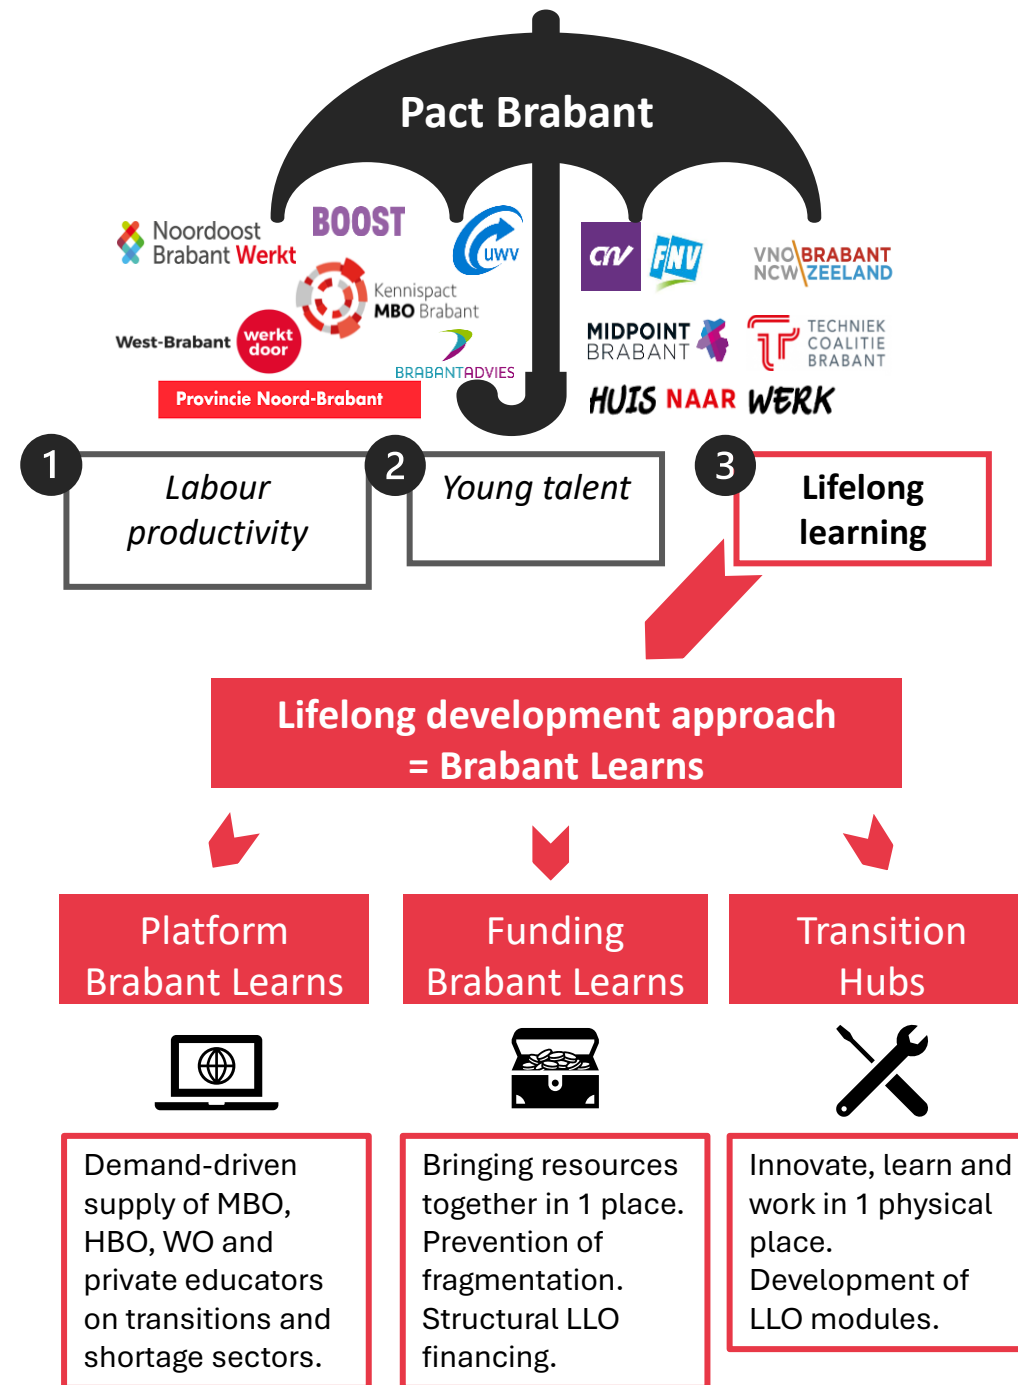 Pact Brabant
Noordoost
Brabant Werkt
BOOST
UWV
CNV
FNV
VNO BRABANT
NCW ZEELAND
Kennispact
MBO Brabant
West-Brabant
werkt
door
BRABANTADVIES
MIDPOINT
BRABANT
TECHNIEK
COALITIE
BRABANT
Provincie Noord-Brabant
HUIS NAAR WERK
1
Labour
productivity
2
Young talent
3
Lifelong
learning
Lifelong development approach
= Brabant Learns
Platform
Brabant Learns
Funding
Brabant Learns
Transition
Hubs
Demand-driven
supply of MBO,
HBO, WO and
private educators
on transitions and
shortage sectors.
Bringing resources
together in 1 place.
Prevention of
fragmentation.
Structural LLO
financing.
Innovate, learn and
work in 1 physical
place.
Development of
LLO modules.